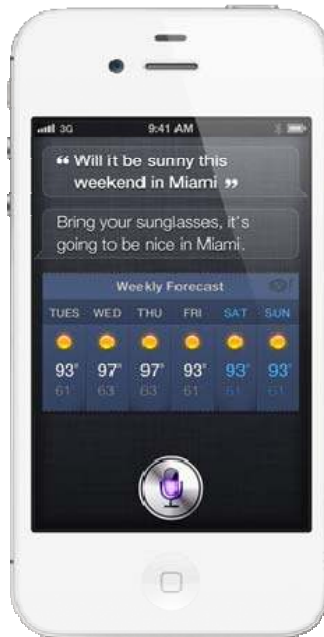 3G 9:41 AM
“ Will it be sunny this
weekend in Miami ”
Bring your sunglasses, it's
going to be nice in Miami.
Weekly Forecast
TUES WED THU FRI SAT SUN
93° 97° 97° 93° 93° 93°
61 63 63 61 61 61